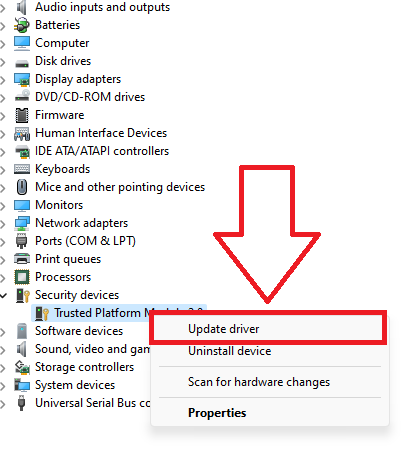 Audio inputs and outputs
Batteries
Computer
Disk drives
Display adapters
DVD/CD-ROM drives
Firmware
Human Interface Devices
IDE ATA/ATAPI controllers
Keyboards
Mice and other pointing devices
Monitors
Network adapters
Ports (COM & LPT)
Print queues
Processors
Security devices
Trusted Platform Module 2.0
Update driver
Software devices
Uninstall device
Sound, video and gam
Storage controllers
Scan for hardware changes
System devices
Universal Serial Bus co
Properties